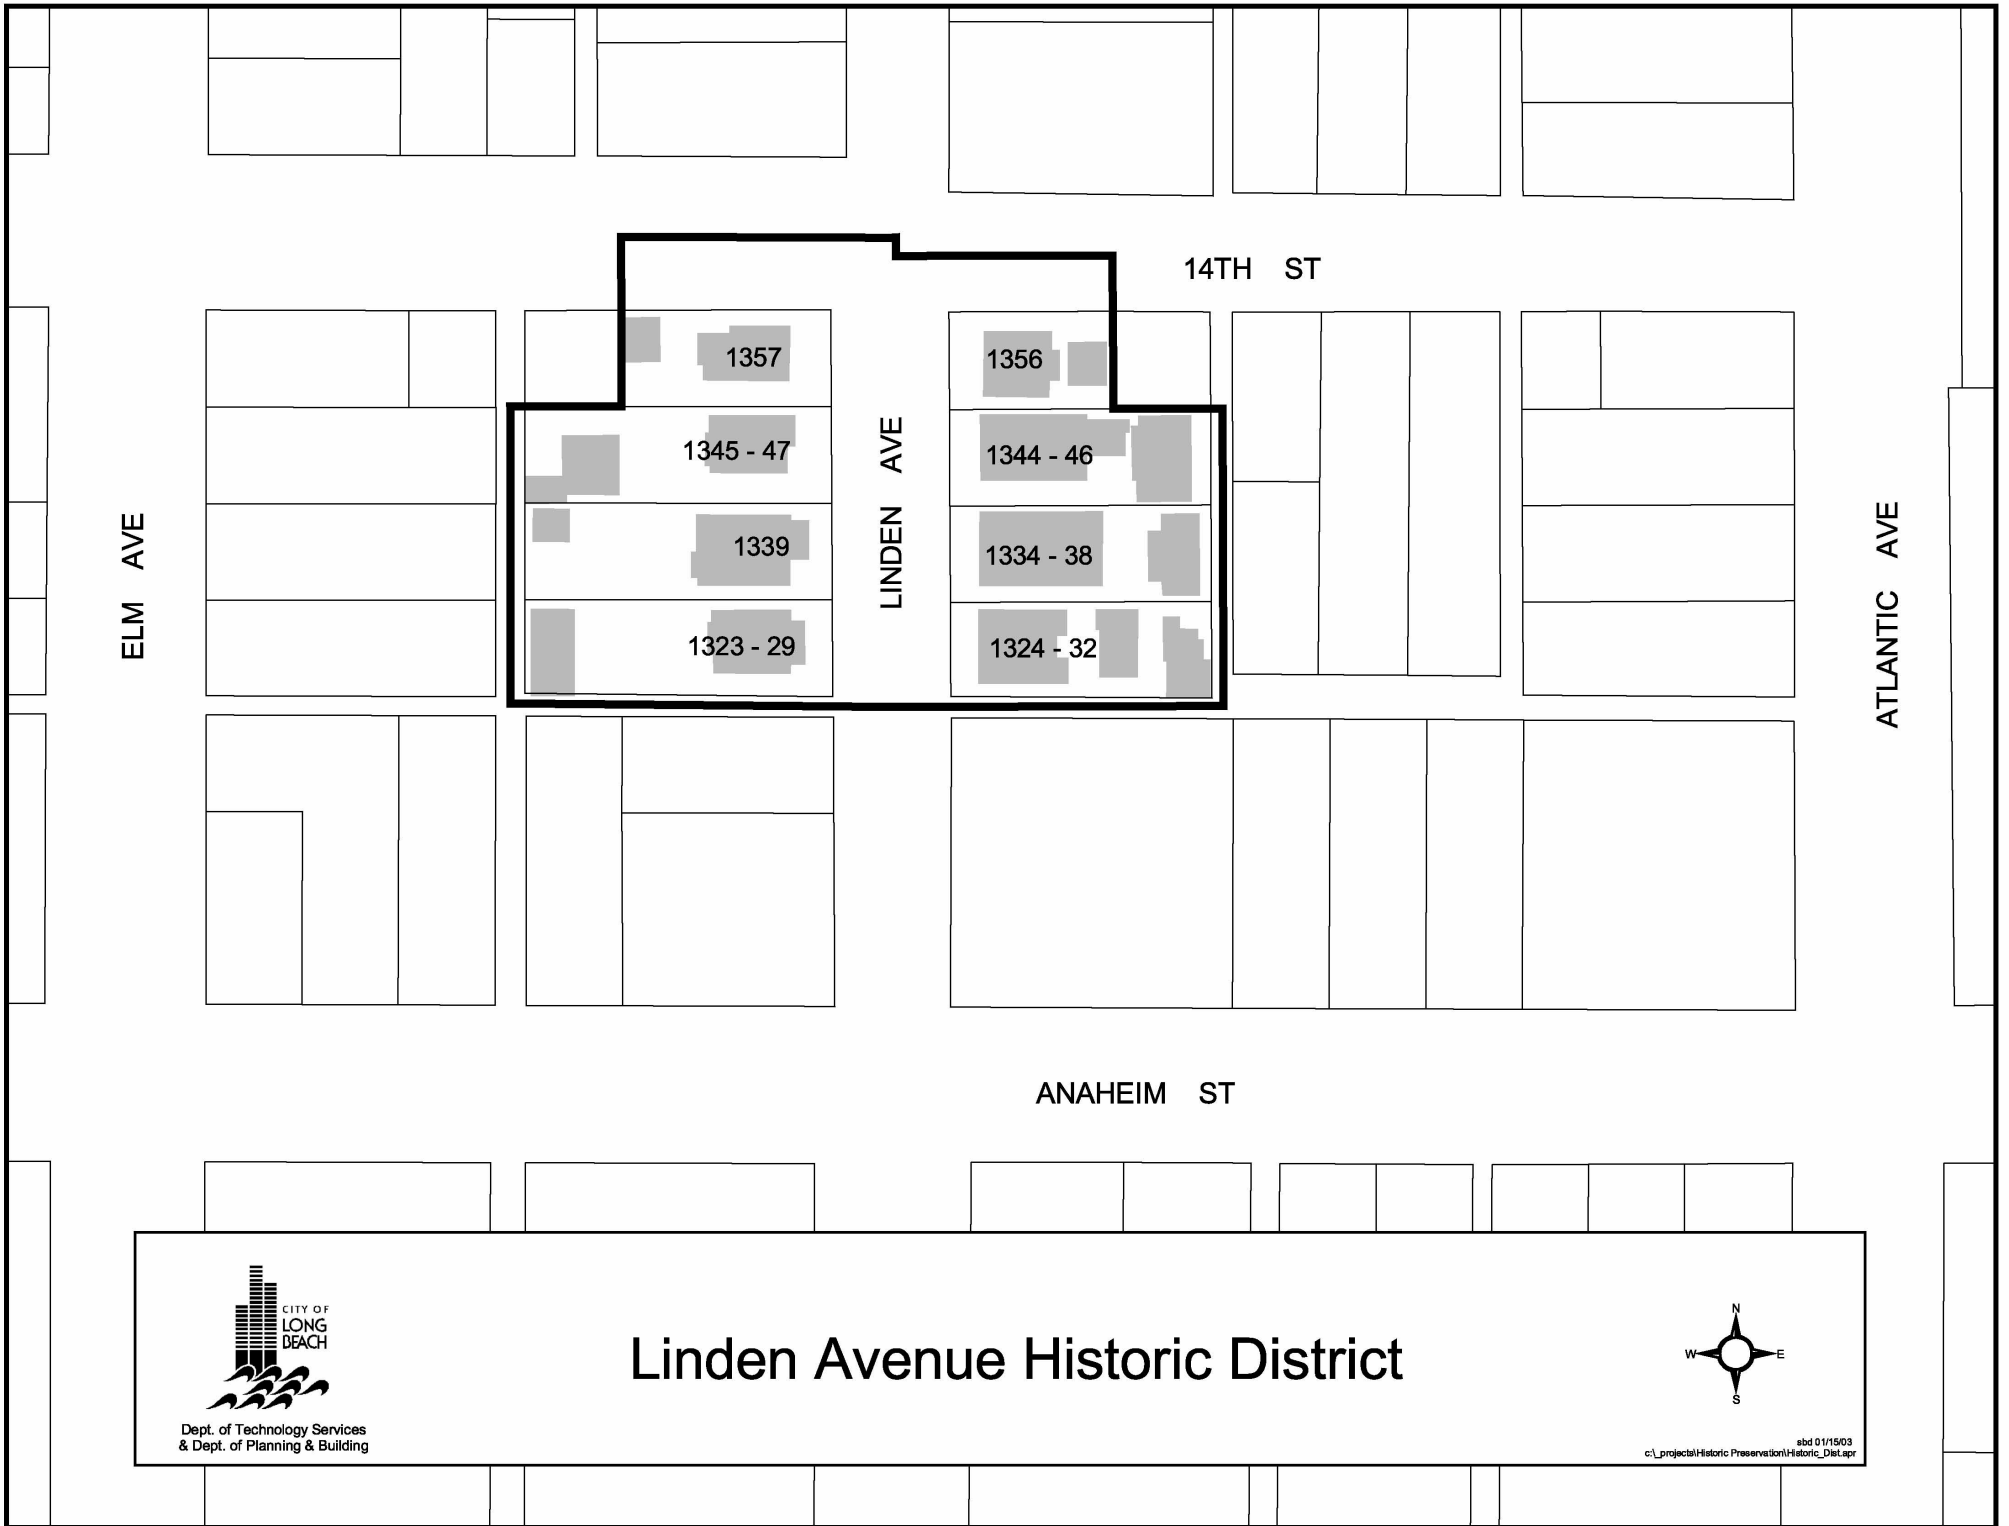 14TH ST
1357
1356
1345 - 47
1344 - 46
1339
1334 - 38
1323 - 29
1324 - 32
ELM AVE
LINDEN AVE
ATLANTIC AVE
ANAHEIM ST
CITY OF
LONG
BEACH
Dept. of Technology Services
& Dept. of Planning & Building
Linden Avenue Historic District
N
W
E
S
sbd 01/15/03
c:\_projects\Historic Preservation\Historic_Dist.apr